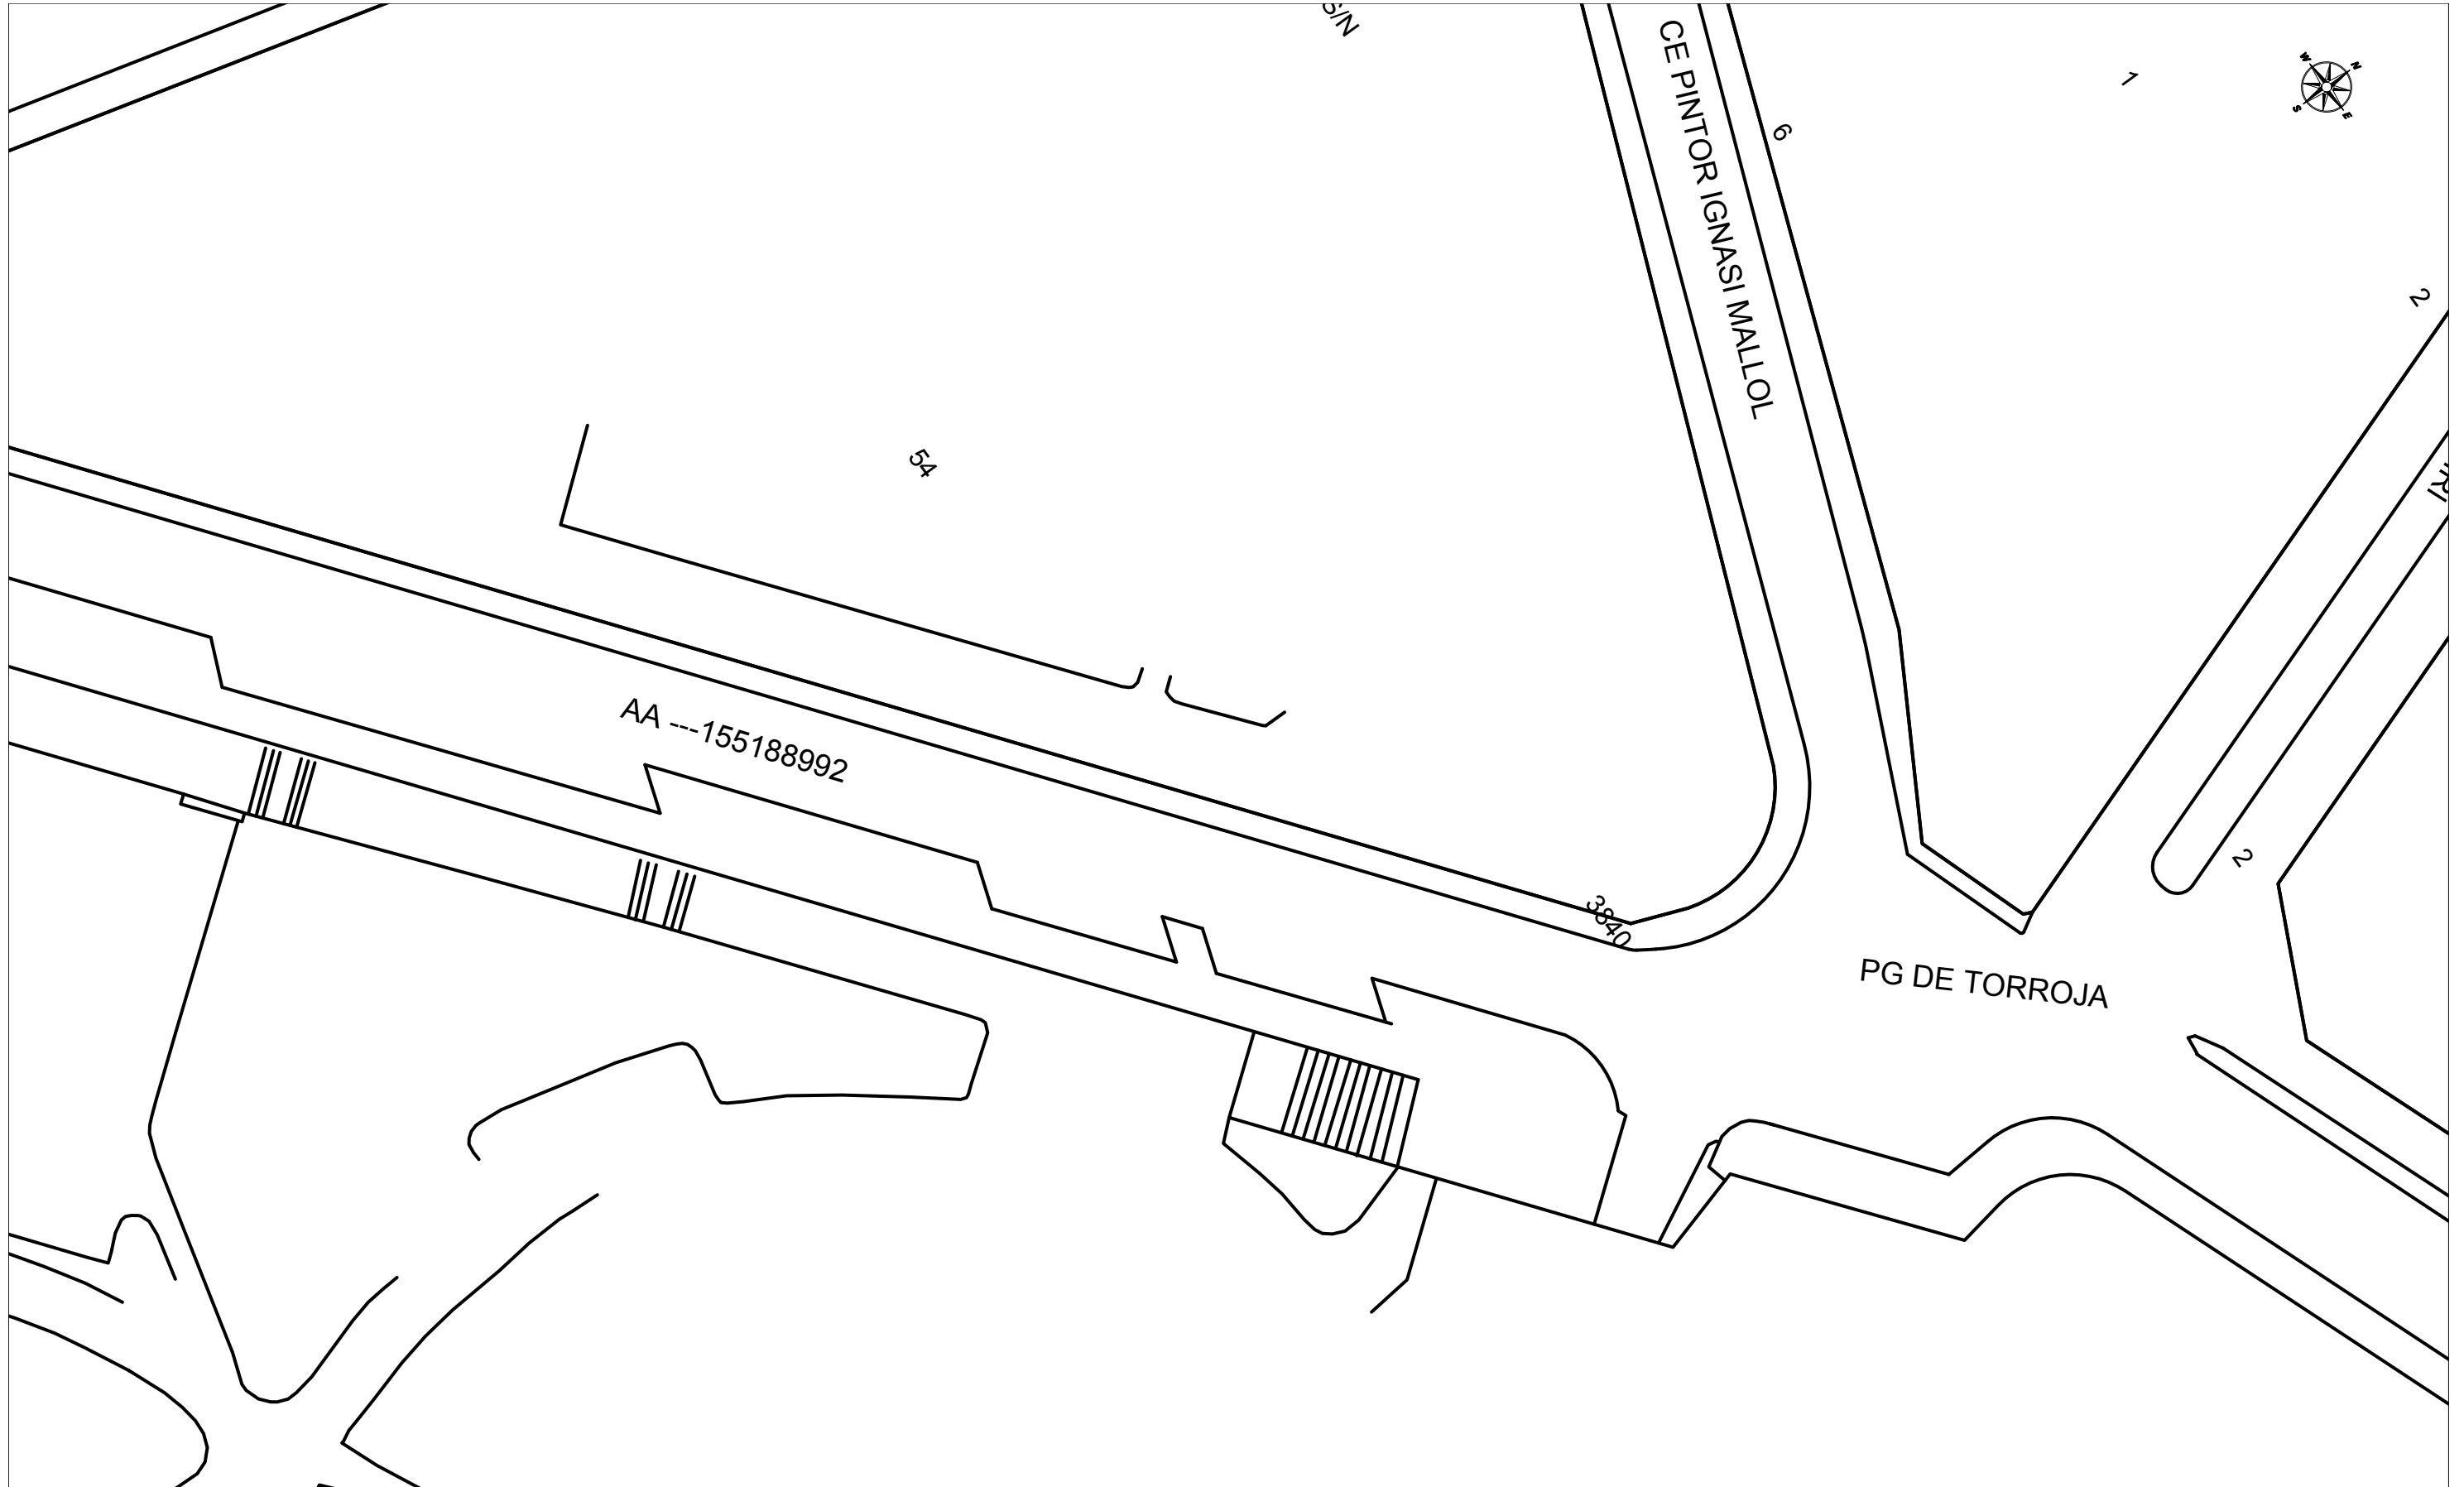 S/N
CE PINTOR IGNASI MALLOL
6
1
N
W
S
E
2
54
AA ---155188992
3840
2
PG DE TORROJA